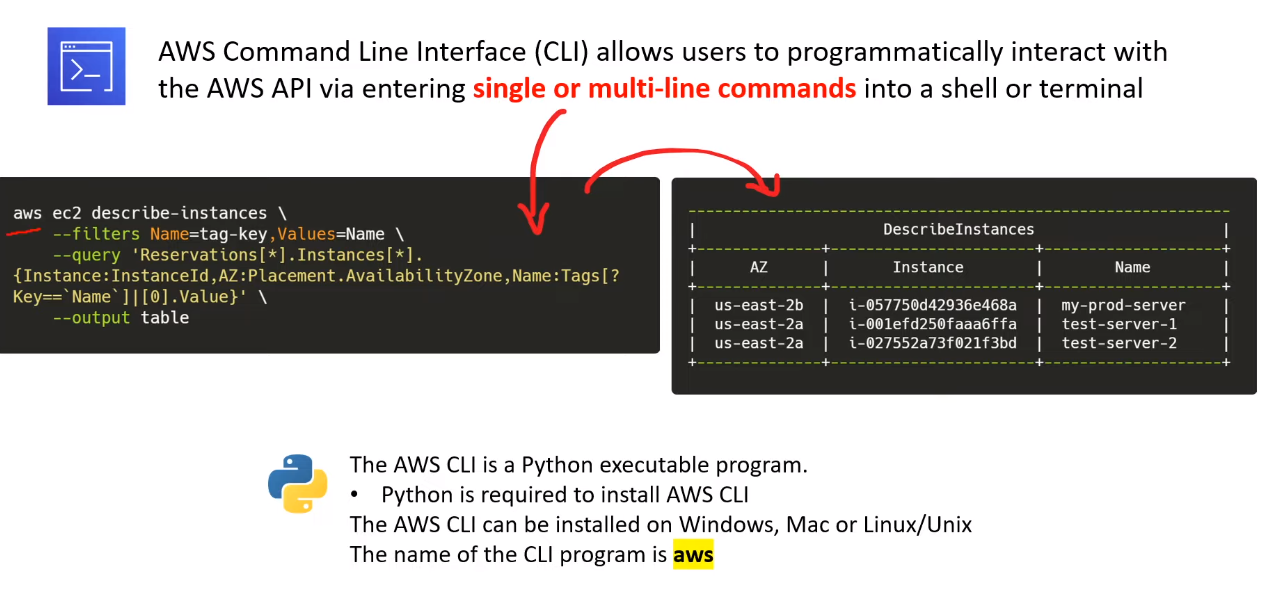 AWS Command Line Interface (CLI) allows users to programmatically interact with
the AWS API via entering single or multi-line commands into a shell or terminal
aws ec2 describe-instances \
--filters Name=tag-key,Values=Name \
--query 'Reservations[*].Instances[*].
{Instance:InstanceId,AZ:Placement.AvailabilityZone,Name:Tags[?
Key==`Name`]|[0].Value}' \
--output table
-------------------------------------------------------
| DescribeInstances |
+-------------+---------------------+------------------+
| AZ | Instance | Name |
+-------------+---------------------+------------------+
| us-east-2b | i-057750d42936e468a | my-prod-server |
| us-east-2a | i-001efd250faaa6ffa | test-server-1 |
| us-east-2a | i-027552a73f021f3bd | test-server-2 |
+-------------+---------------------+------------------+
The AWS CLI is a Python executable program.
• Python is required to install AWS CLI
The AWS CLI can be installed on Windows, Mac or Linux/Unix
The name of the CLI program is aws